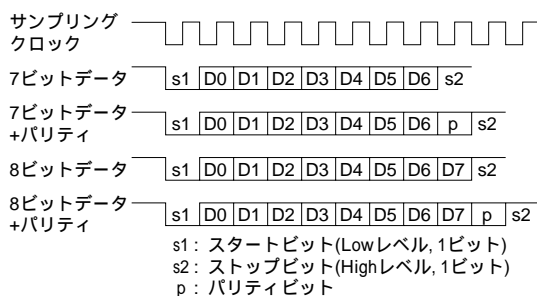 サンプリング
クロック
7ビットデータ s1 D0 D1 D2 D3 D4 D5 D6 s2
7ビットデータ
+パリティ s1 D0 D1 D2 D3 D4 D5 D6 p s2
8ビットデータ s1 D0 D1 D2 D3 D4 D5 D6 D7 s2
8ビットデータ
+パリティ s1 D0 D1 D2 D3 D4 D5 D6 D7 p s2
s1 : スタートビット(Lowレベル, 1ビット)
s2 : ストップビット(Highレベル, 1ビット)
p : パリティビット